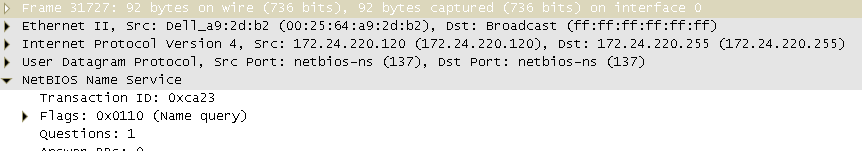 Frame 31727: 92 bytes on wire (736 bits), 92 bytes captured (736 bits) on interface 0
Ethernet II, Src: Dell_a9:2d:b2 (00:25:64:a9:2d:b2), Dst: Broadcast (ff:ff:ff:ff:ff:ff)
Internet Protocol Version 4, Src: 172.24.220.120 (172.24.220.120), Dst: 172.24.220.255 (172.24.220.255)
User Datagram Protocol, Src Port: netbios-ns (137), Dst Port: netbios-ns (137)
NetBIOS Name Service
Transaction ID: 0xca23
Flags: 0x0110 (Name query)
Questions: 1
Answer RRs: 0